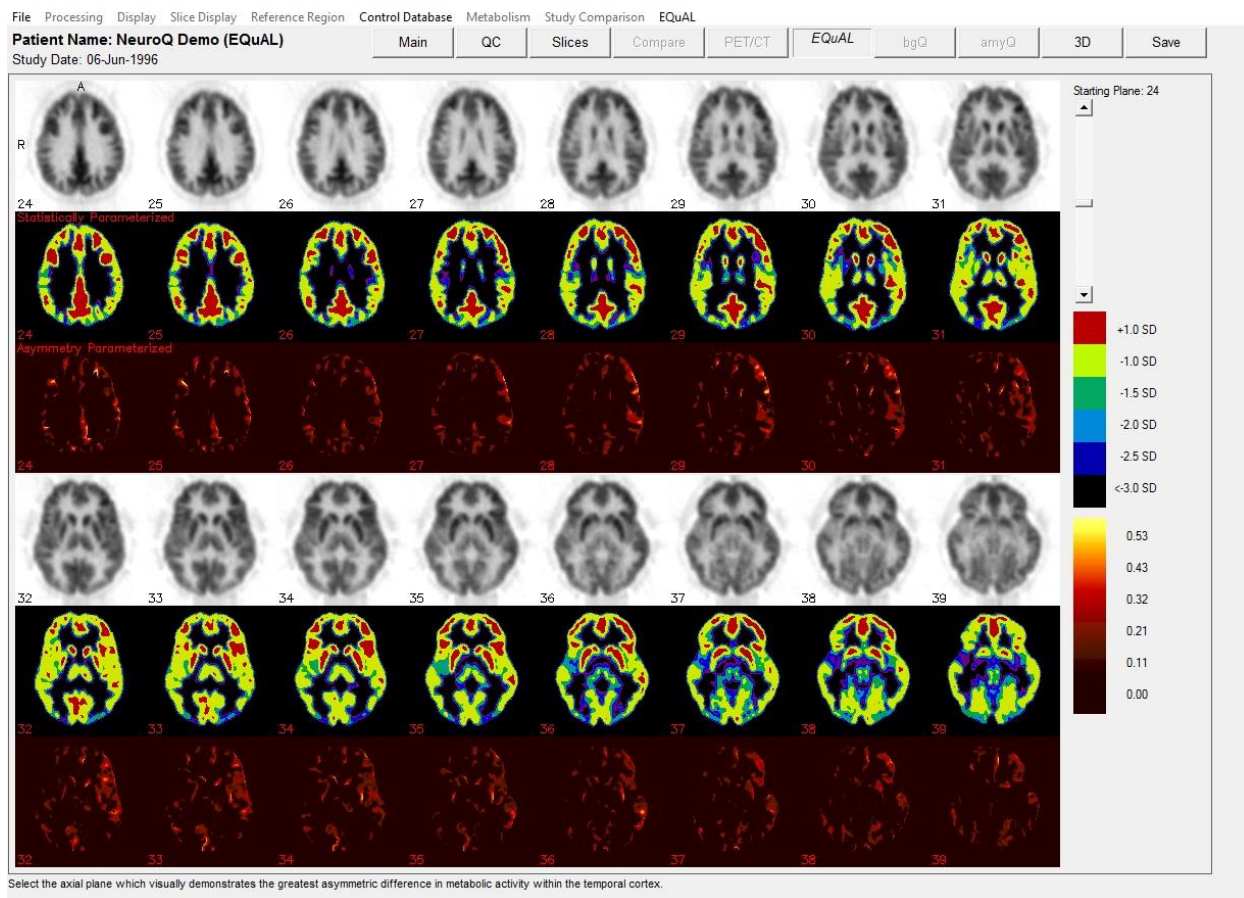 File Processing Display Slice Display Reference Region Control Database Metabolism Study Comparison EQuAL
Patient Name: NeuroQ Demo (EQuAL)
Main QC Slices Compare PET/CT EQuAL bgQ amyQ 3D Save
Study Date: 06-Jun-1996
Starting Plane: 24
A
R
24 25 26 27 28 29 30 31
Statistically Parameterized
24 25 26 27 28 29 30 31
Asymmetry Parameterized
24 25 26 27 28 29 30 31
+1.0 SD
-1.0 SD
-1.5 SD
-2.0 SD
-2.5 SD
<-3.0 SD
32 33 34 35 36 37 38 39
32 33 34 35 36 37 38 39
32 33 34 35 36 37 38 39
0.53
0.43
0.32
0.21
0.11
0.00
Select the axial plane which visually demonstrates the greatest asymmetric difference in metabolic activity within the temporal cortex.